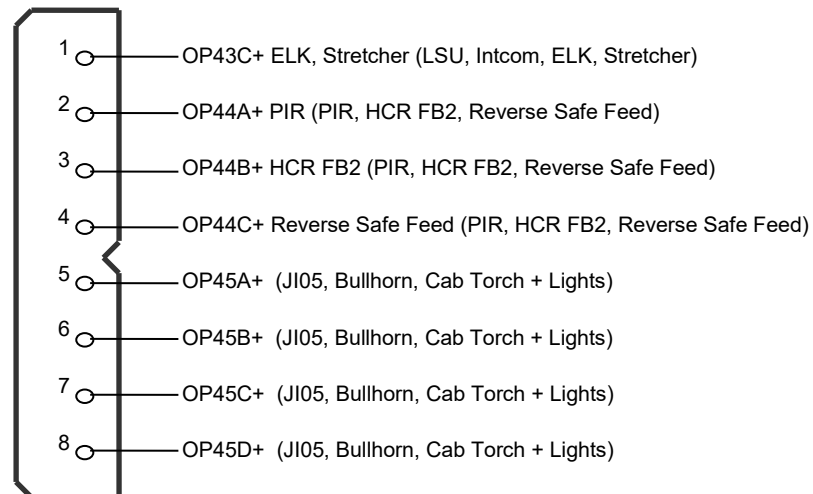 1 OP43C+ ELK, Stretcher (LSU, Intcom, ELK, Stretcher)
2 OP44A+ PIR (PIR, HCR FB2, Reverse Safe Feed)
3 OP44B+ HCR FB2 (PIR, HCR FB2, Reverse Safe Feed)
4 OP44C+ Reverse Safe Feed (PIR, HCR FB2, Reverse Safe Feed)
5 OP45A+ (JI05, Bullhorn, Cab Torch + Lights)
6 OP45B+ (JI05, Bullhorn, Cab Torch + Lights)
7 OP45C+ (JI05, Bullhorn, Cab Torch + Lights)
8 OP45D+ (JI05, Bullhorn, Cab Torch + Lights)